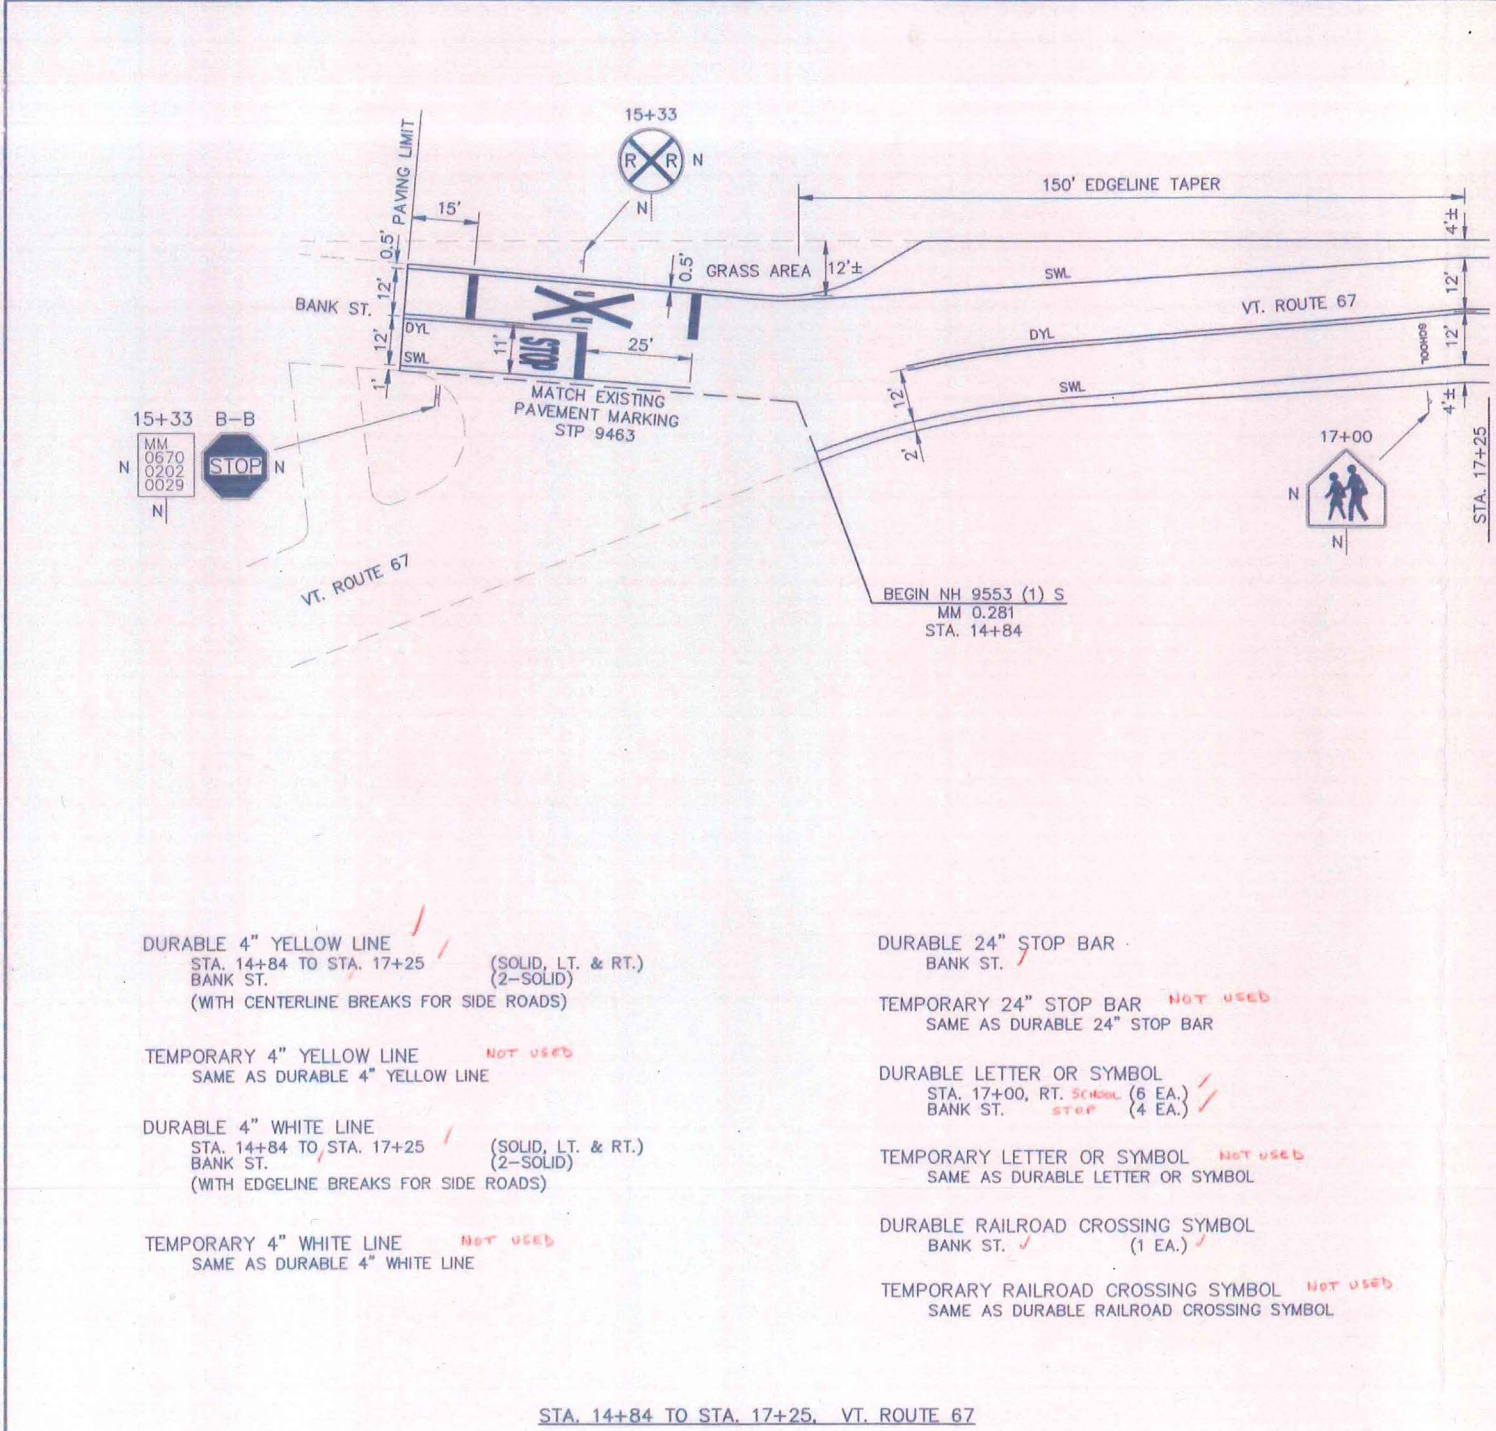 15+33
R R N
N
PAVING LIMIT
15'
0.5'
12'
BANK ST.
12'
1'
DYL
SWL
11'
STOP
R R
25'
0.5'
GRASS AREA
12'±
150' EDGELINE TAPER
4'±
SWL
12'
VT. ROUTE 67
DYL
SCHOOL
12'
SWL
4'±
12'
2'
MATCH EXISTING
PAVEMENT MARKING
STP 9463
15+33 B-B
MM
0670
0202
0029
N
STOP N
N
17+00
N
N
STA. 17+25
VT. ROUTE 67
BEGIN NH 9553 (1) S
MM 0.281
STA. 14+84
DURABLE 4" YELLOW LINE
STA. 14+84 TO STA. 17+25 (SOLID, LT. & RT.)
BANK ST. (2-SOLID)
(WITH CENTERLINE BREAKS FOR SIDE ROADS)
TEMPORARY 4" YELLOW LINE NOT USED
SAME AS DURABLE 4" YELLOW LINE
DURABLE 4" WHITE LINE
STA. 14+84 TO STA. 17+25 (SOLID, LT. & RT.)
BANK ST. (2-SOLID)
(WITH EDGELINE BREAKS FOR SIDE ROADS)
TEMPORARY 4" WHITE LINE NOT USED
SAME AS DURABLE 4" WHITE LINE
DURABLE 24" STOP BAR
BANK ST.
TEMPORARY 24" STOP BAR NOT USED
SAME AS DURABLE 24" STOP BAR
DURABLE LETTER OR SYMBOL
STA. 17+00, RT. SCHOOL (6 EA.)
BANK ST. STOP (4 EA.)
TEMPORARY LETTER OR SYMBOL NOT USED
SAME AS DURABLE LETTER OR SYMBOL
DURABLE RAILROAD CROSSING SYMBOL
BANK ST. (1 EA.)
TEMPORARY RAILROAD CROSSING SYMBOL NOT USED
SAME AS DURABLE RAILROAD CROSSING SYMBOL
STA. 14+84 TO STA. 17+25, VT. ROUTE 67